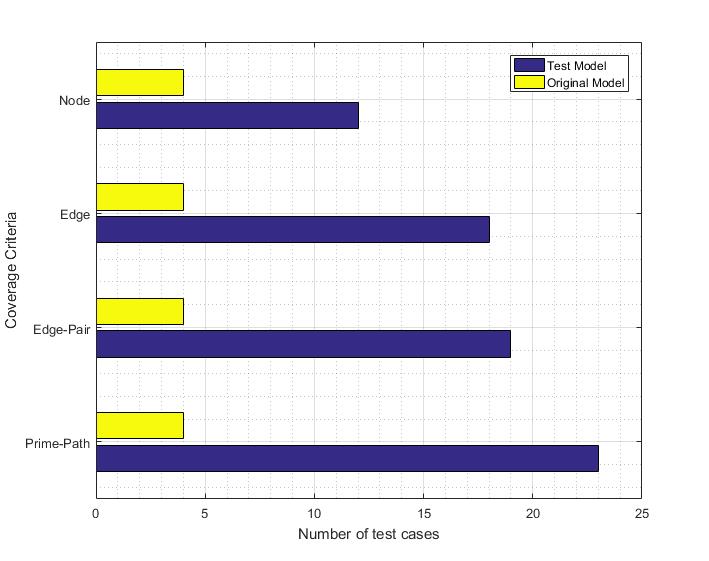 Test Model
Original Model
Node
Edge
Edge-Pair
Prime-Path
Coverage Criteria
0 5 10 15 20 25
Number of test cases